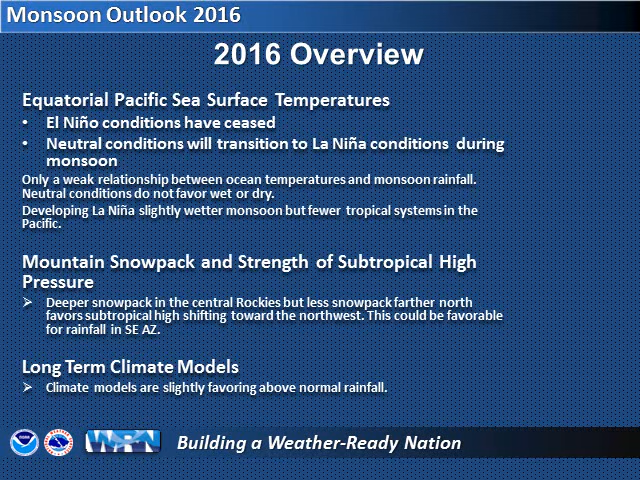 Monsoon Outlook 2016
2016 Overview
Equatorial Pacific Sea Surface Temperatures
• El Niño conditions have ceased
• Neutral conditions will transition to La Niña conditions during
monsoon
Only a weak relationship between ocean temperatures and monsoon rainfall.
Neutral conditions do not favor wet or dry.
Developing La Niña slightly wetter monsoon but fewer tropical systems in the
Pacific.
Mountain Snowpack and Strength of Subtropical High
Pressure
➢ Deeper snowpack in the central Rockies but less snowpack farther north
favors subtropical high shifting toward the northwest. This could be favorable
for rainfall in SE AZ.
Long Term Climate Models
➢ Climate models are slightly favoring above normal rainfall.
WRN
Building a Weather-Ready Nation